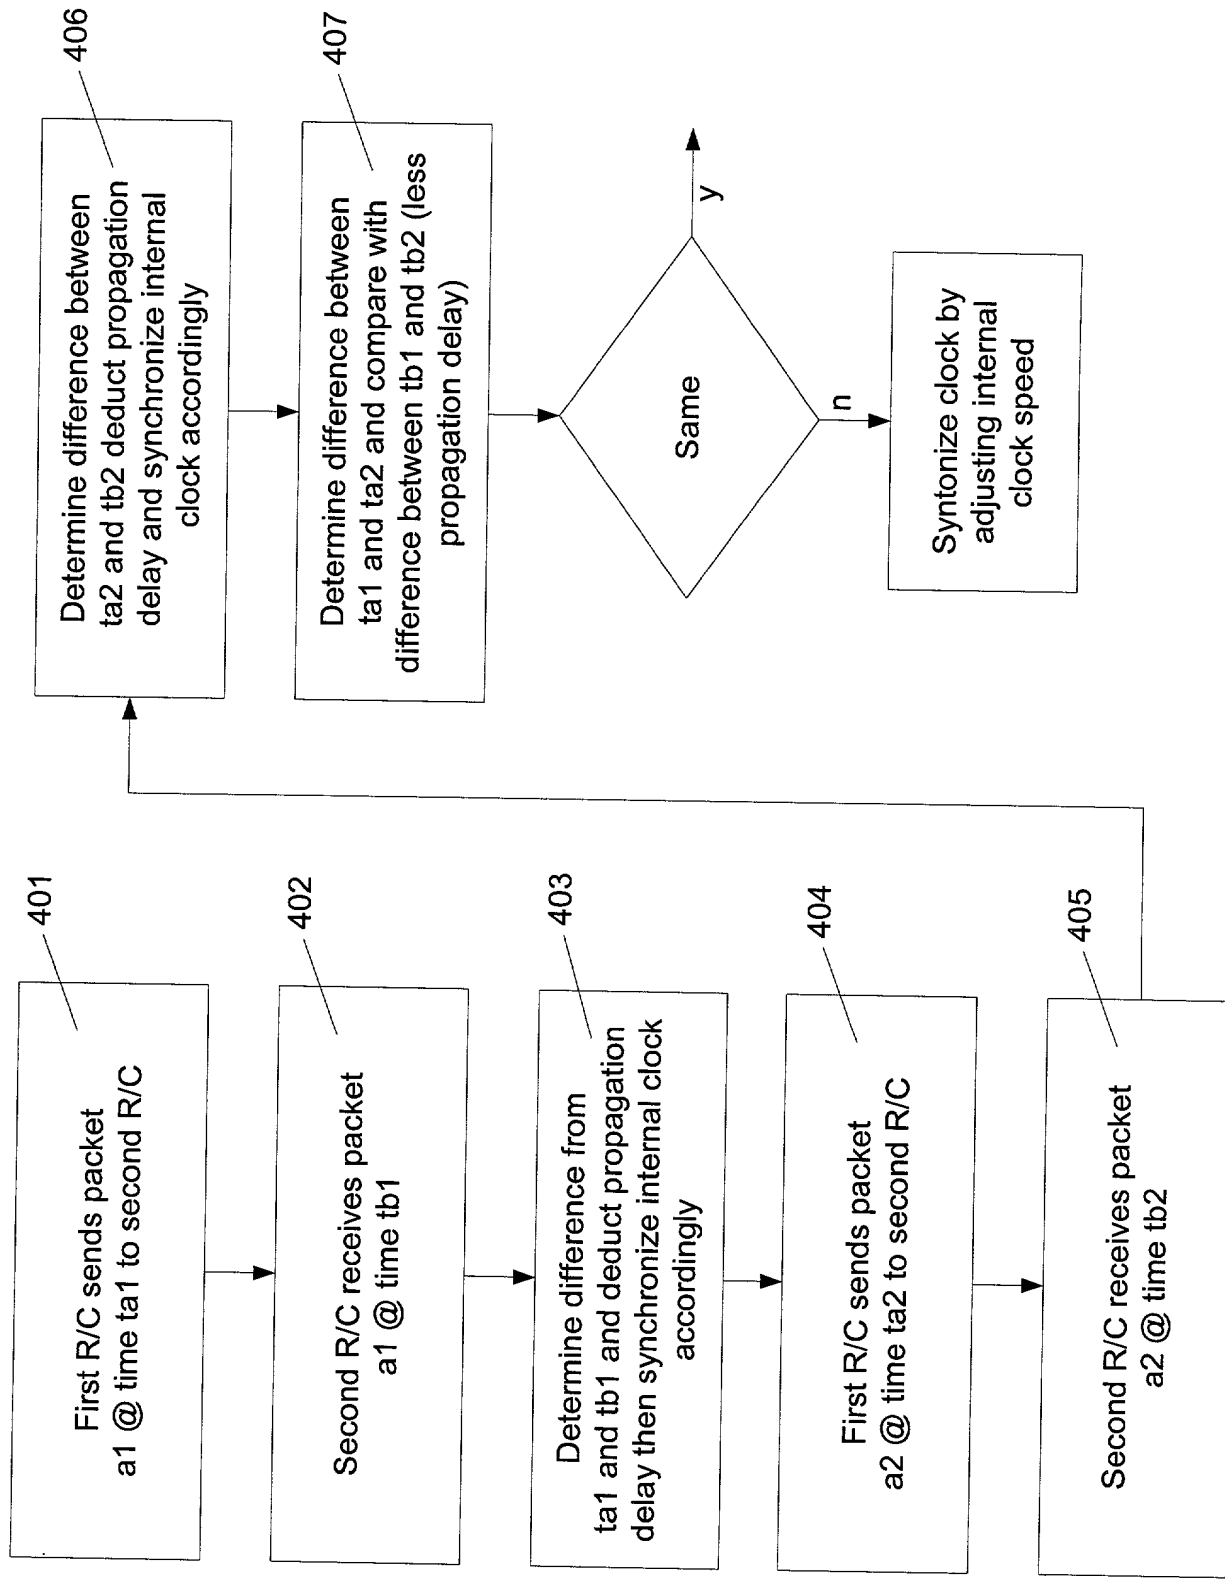 401
First R/C sends packet
a1 @ time ta1 to second R/C
402
Second R/C receives packet
a1 @ time tb1
403
Determine difference from
ta1 and tb1 and deduct propagation
delay then synchronize internal clock
accordingly
404
First R/C sends packet
a2 @ time ta2 to second R/C
405
Second R/C receives packet
a2 @ time tb2
406
Determine difference between
ta2 and tb2 deduct propagation
delay and synchronize internal
clock accordingly
407
Determine difference between
ta1 and ta2 and compare with
difference between tb1 and tb2 (less
propagation delay)
Same
y
n
Syntonize clock by
adjusting internal
clock speed